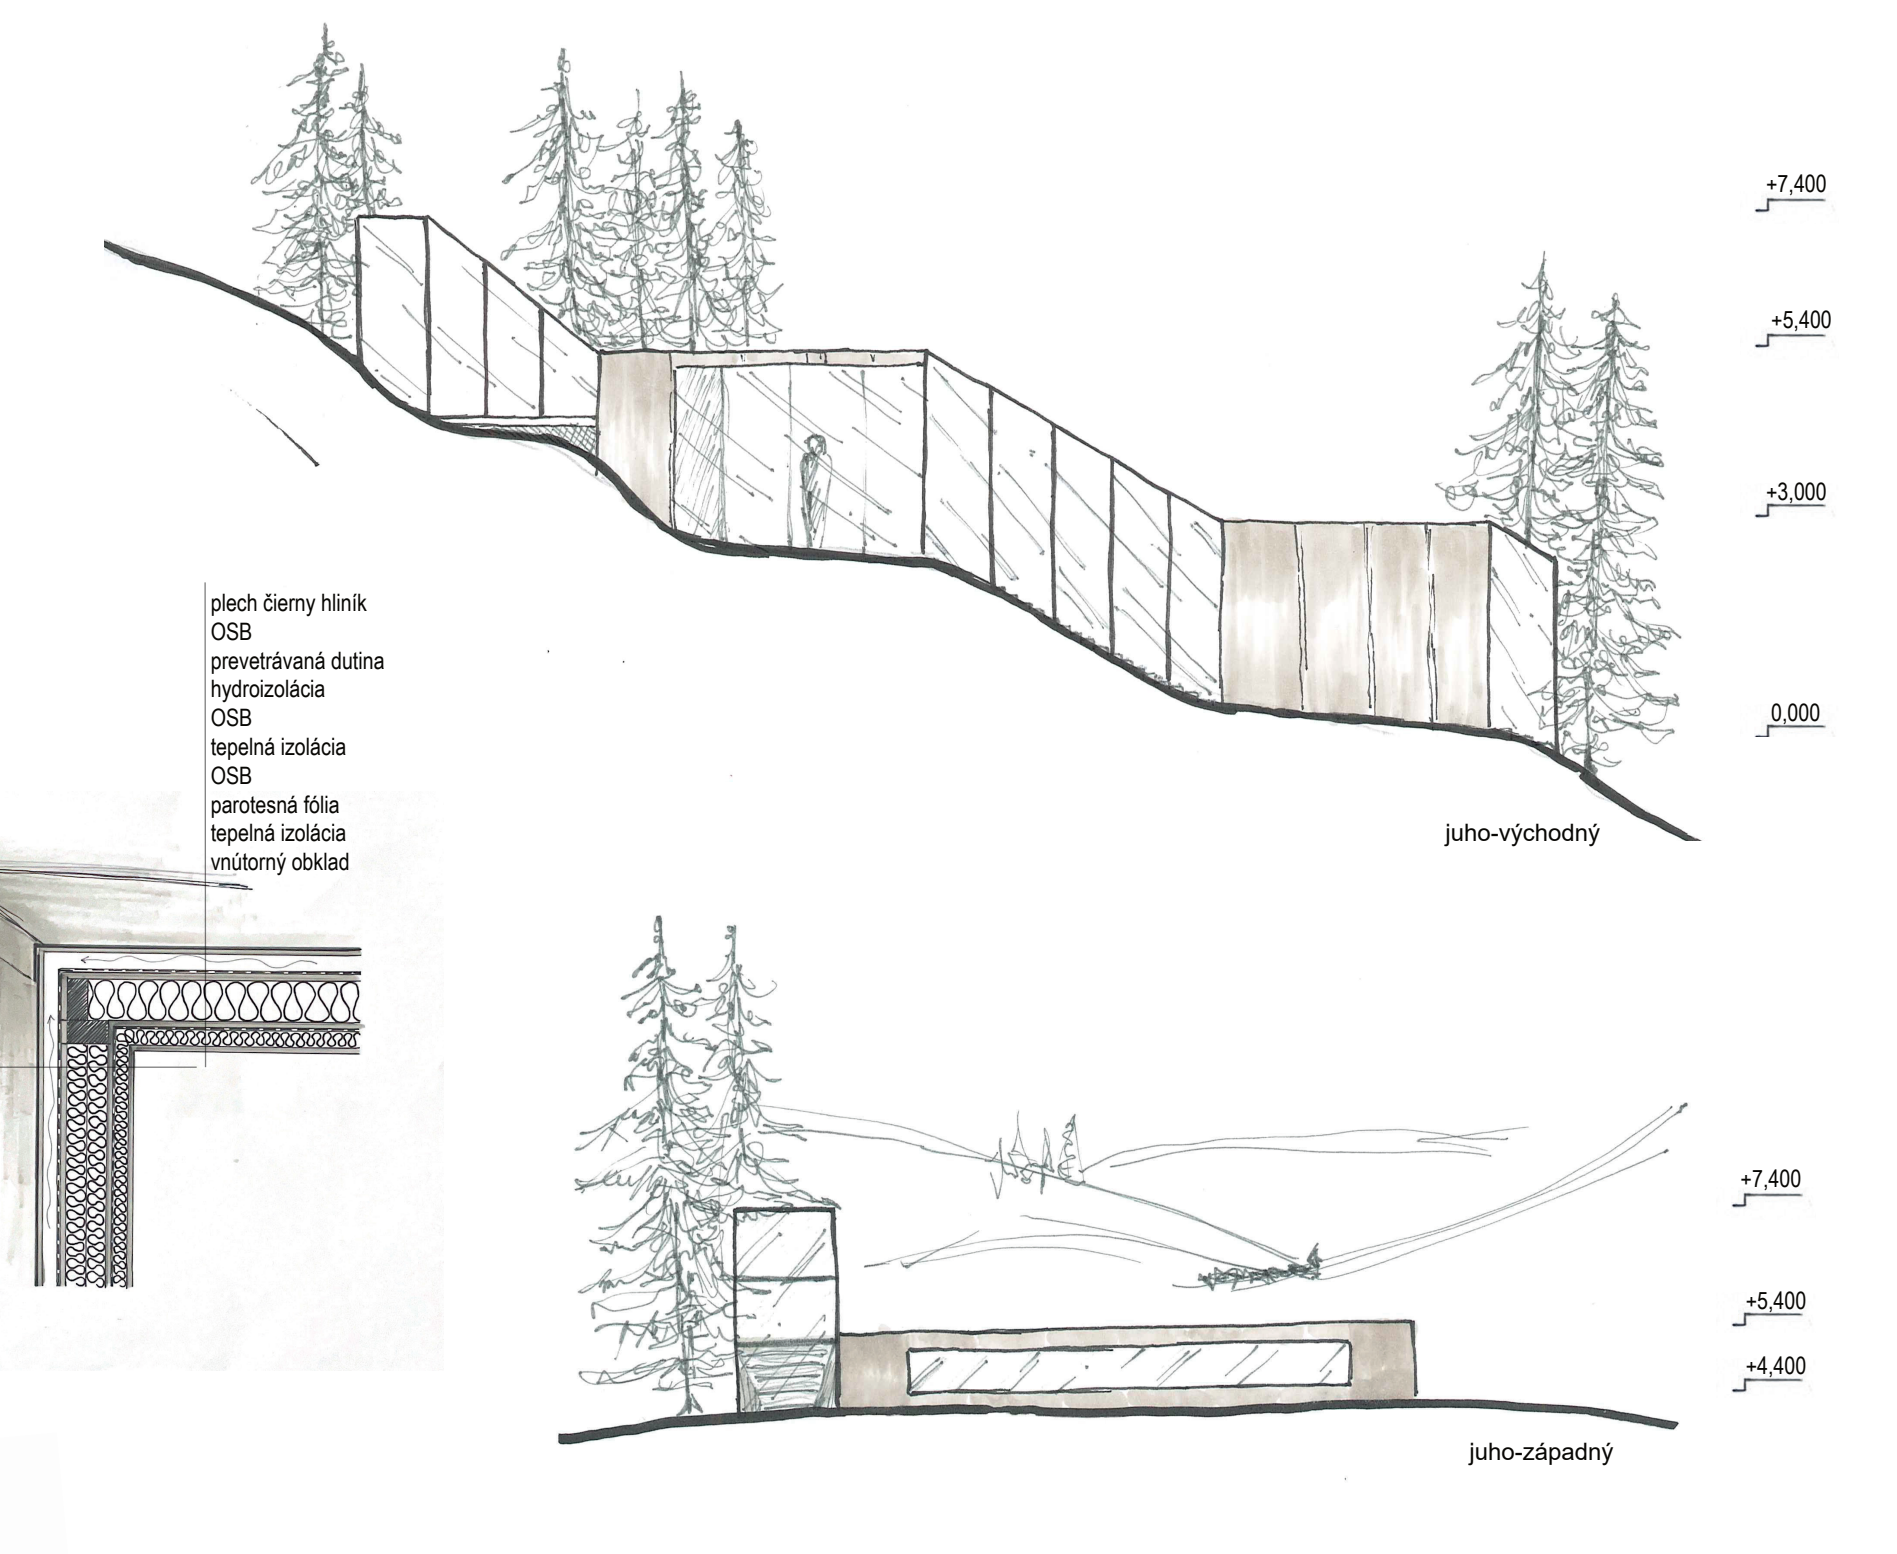 +7,400
+5,400
+3,000
0,000
juho-východný
plech čierny hliník
OSB
prevetrávaná dutina
hydroizolácia
OSB
tepelná izolácia
OSB
parotesná fólia
tepelná izolácia
vnútorný obklad
+7,400
+5,400
+4,400
juho-západný